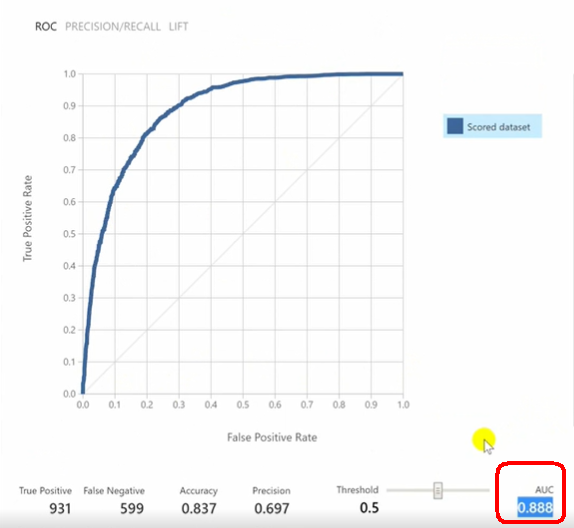 ROC PRECISION/RECALL LIFT
1.0
0.9
0.8
0.7
0.6
0.5
0.4
0.3
0.2
0.1
0.0
True Positive Rate
0.0 0.1 0.2 0.3 0.4 0.5 0.6 0.7 0.8 0.9 1.0
False Positive Rate
Scored dataset
True Positive False Negative Accuracy Precision Threshold AUC
931 599 0.837 0.697 0.5 0.888